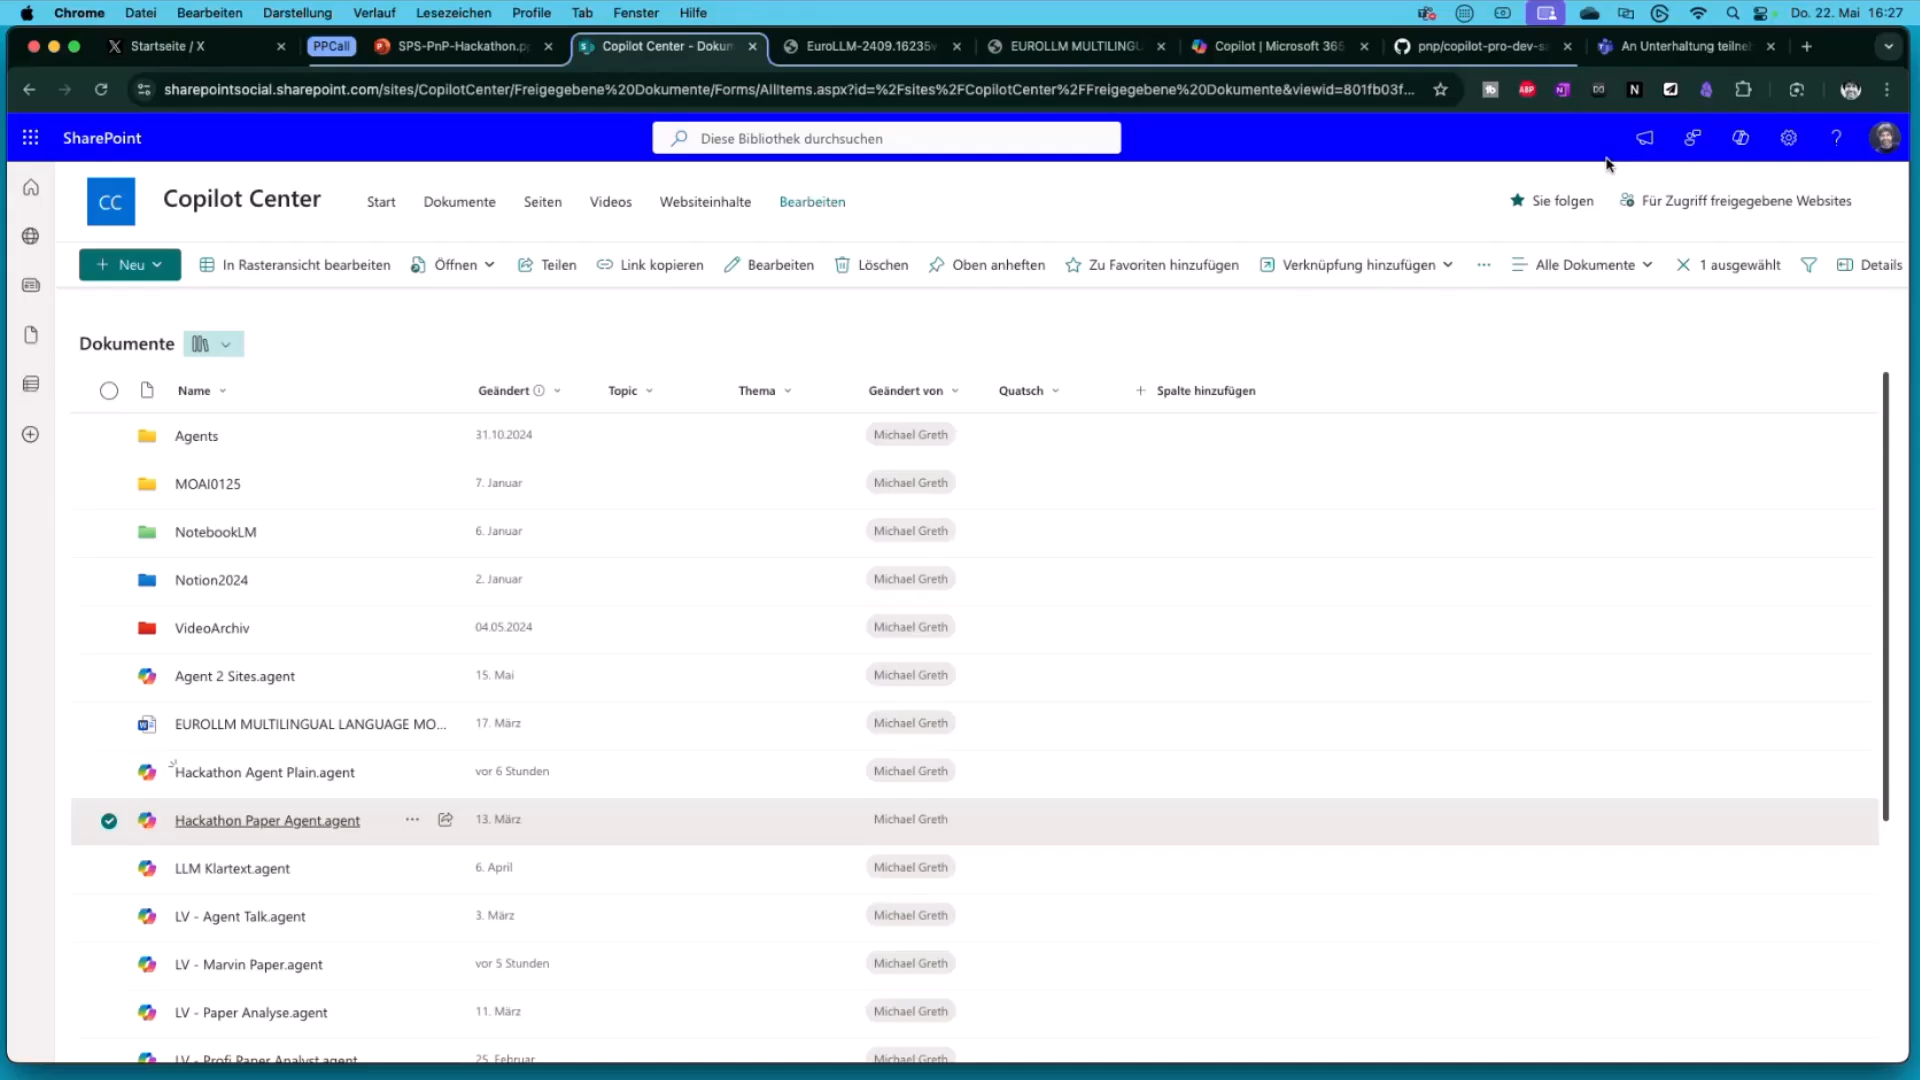 Chrome Datei Bearbeiten Darstellung Verlauf Lesezeichen Profile Tab Fenster Hilfe Do. 22. Mai 16:27
Startseite / X PPCall SPS-PnP-Hackathon.p Copilot Center - Dokum EuroLLM-2409.16235v EUROLLM MULTILINGU Copilot | Microsoft 365 pnp/copilot-pro-dev-s An Unterhaltung teilne
sharepointsocial.sharepoint.com/sites/CopilotCenter/Freigegebene%20Dokumente/Forms/AllItems.aspx?id=%2Fsites%2FCopilotCenter%2FFreigegebene%20Dokumente&viewid=801fb03f...
SharePoint Diese Bibliothek durchsuchen
CC Copilot Center Start Dokumente Seiten Videos Websiteinhalte Bearbeiten Sie folgen Für Zugriff freigegebene Websites
Neu In Rasteransicht bearbeiten Öffnen Teilen Link kopieren Bearbeiten Löschen Oben anheften Zu Favoriten hinzufügen Verknüpfung hinzufügen ... Alle Dokumente 1 ausgewählt Details
Dokumente
Name Geändert Topic Thema Geändert von Quatsch Spalte hinzufügen
Agents 31.10.2024 Michael Greth
MOAI0125 7. Januar Michael Greth
NotebookLM 6. Januar Michael Greth
Notion2024 2. Januar Michael Greth
VideoArchiv 04.05.2024 Michael Greth
Agent 2 Sites.agent 15. Mai Michael Greth
EUROLLM MULTILINGUAL LANGUAGE MO... 17. März Michael Greth
Hackathon Agent Plain.agent vor 6 Stunden Michael Greth
Hackathon Paper Agent.agent ... 13. März Michael Greth
LLM Klartext.agent 6. April Michael Greth
LV - Agent Talk.agent 3. März Michael Greth
LV - Marvin Paper.agent vor 5 Stunden Michael Greth
LV - Paper Analyse.agent 11. März Michael Greth
LV - Profi Paper Analyst.agent 25. Februar Michael Greth